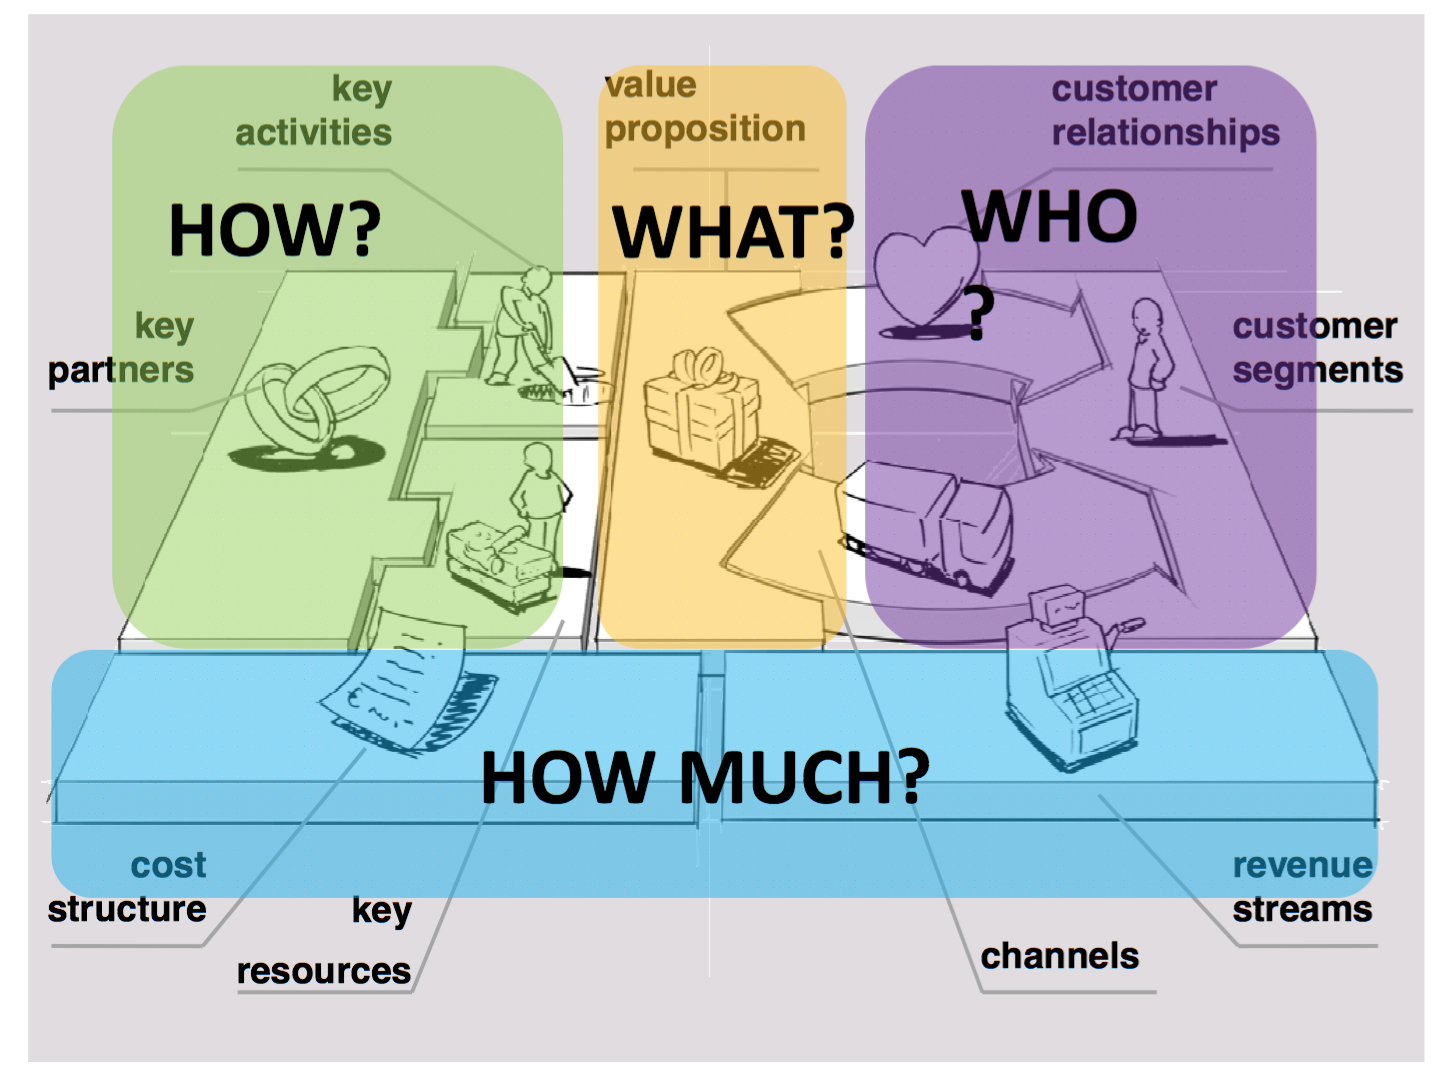 key
activities
value
proposition
customer
relationships
HOW?
WHAT?
WHO
?
key
partners
customer
segments
HOW MUCH?
cost
structure
key
resources
channels
revenue
streams